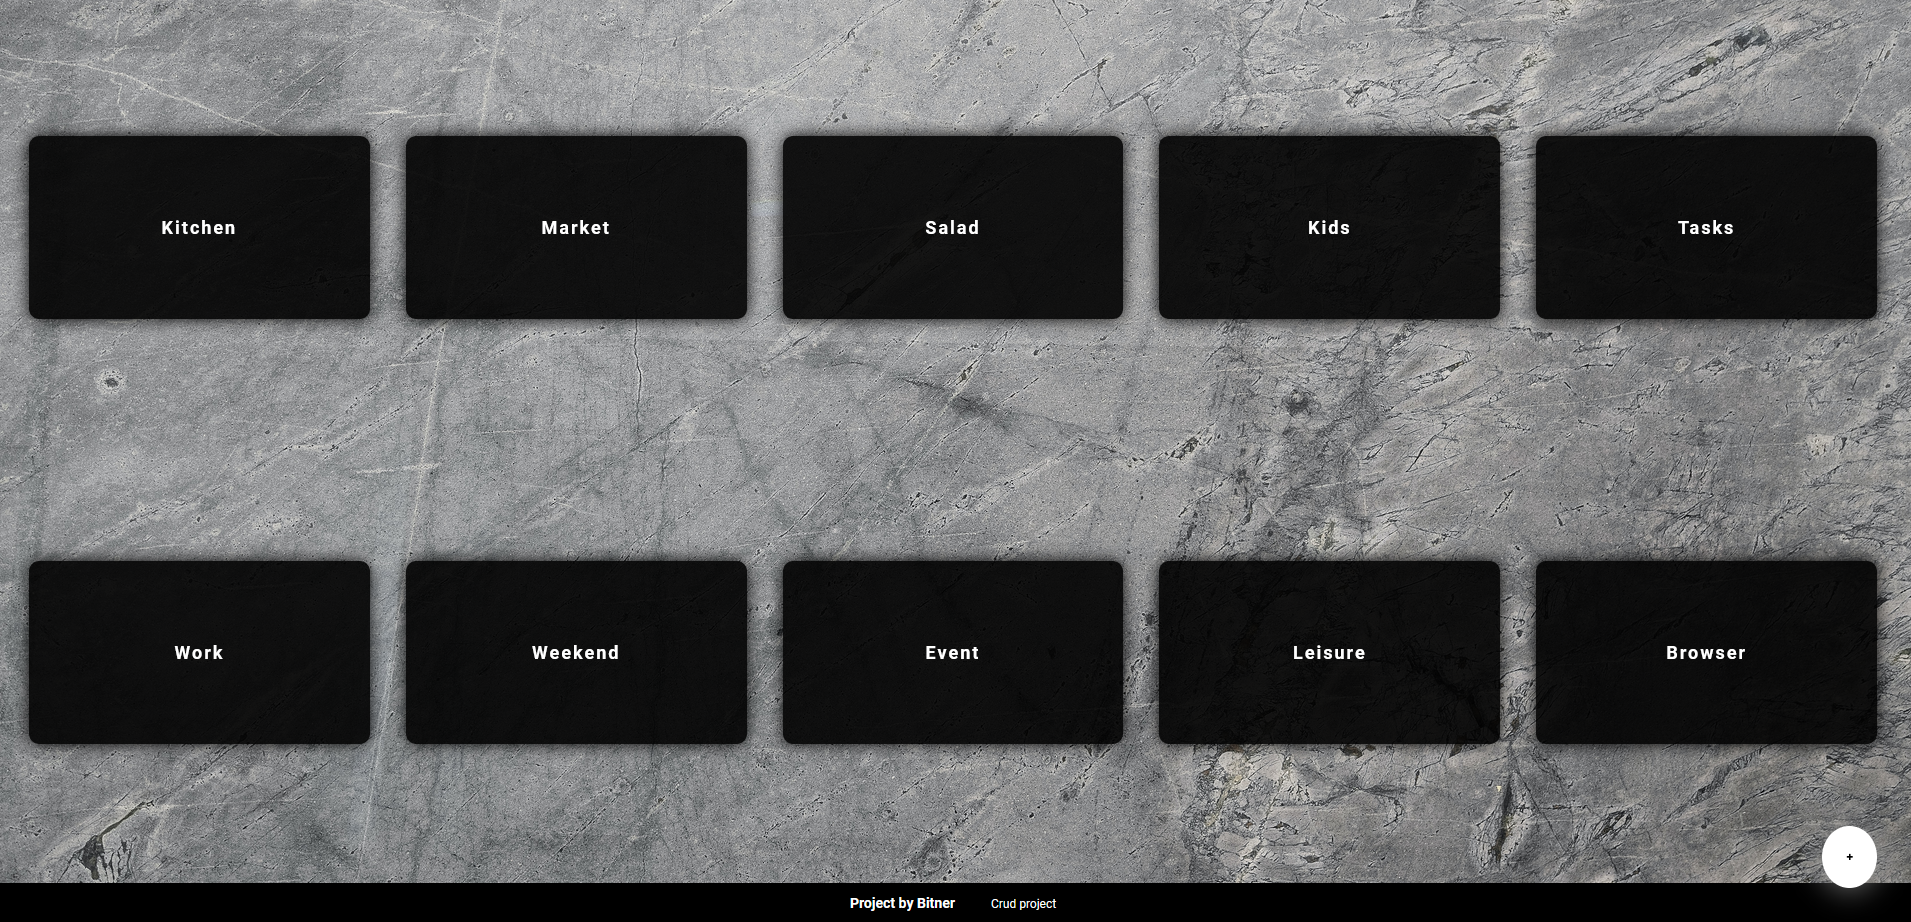 Kitchen
Market
Salad
Kids
Tasks
Work
Weekend
Event
Leisure
Browser
+
Project by Bitner Crud project